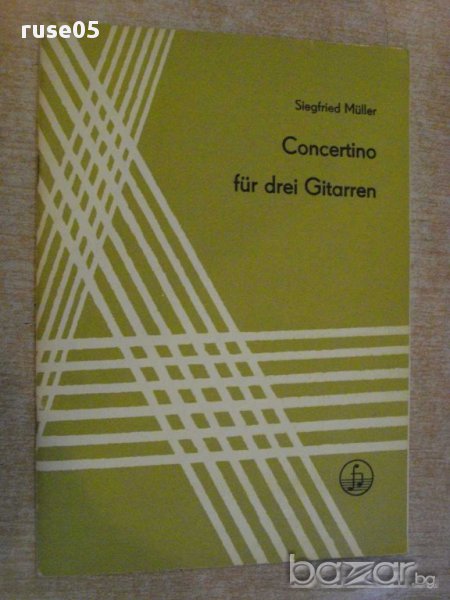 ruse05
Siegfried Müller
Concertino
für drei Gitarren
bazar.bg